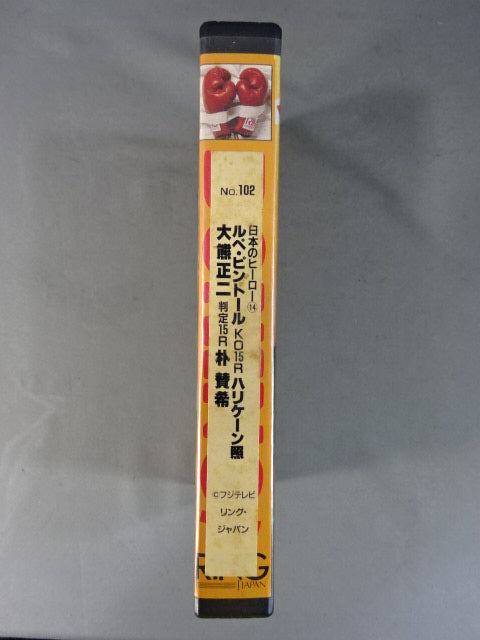 No.102
日本のヒーロー⑭
ルペ・ピントール KO15R ハリケーン照
大熊正二 判定15R 朴賛希
©フジテレビ
リング・
ジャパン
RING
JAPAN